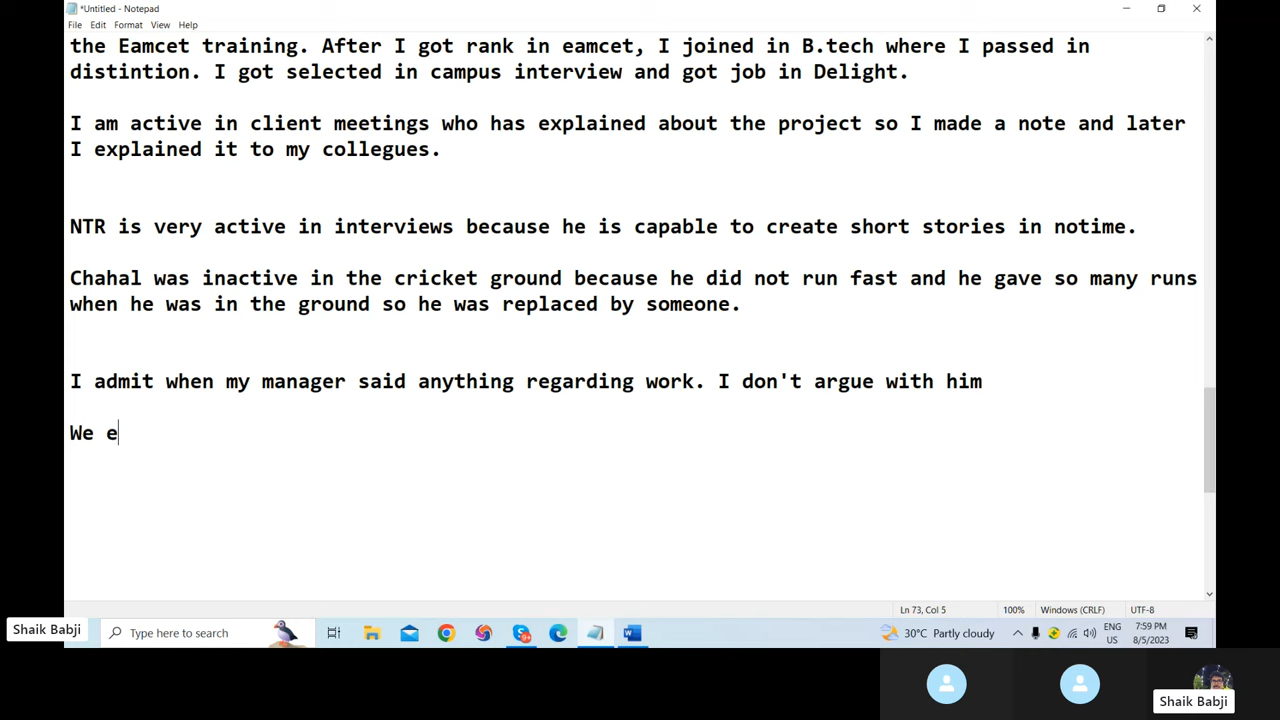 *Untitled - Notepad
File Edit Format View Help
the Eamcet training. After I got rank in eamcet, I joined in B.tech where I passed in
distintion. I got selected in campus interview and got job in Delight.
I am active in client meetings who has explained about the project so I made a note and later
I explained it to my collegues.
NTR is very active in interviews because he is capable to create short stories in notime.
Chahal was inactive in the cricket ground because he did not run fast and he gave so many runs
when he was in the ground so he was replaced by someone.
I admit when my manager said anything regarding work. I don't argue with him
We e
Ln 73, Col 5 100% Windows (CRLF) UTF-8
Shaik Babji
Type here to search
30°C Partly cloudy
ENG
US
7:59 PM
8/5/2023
Shaik Babji